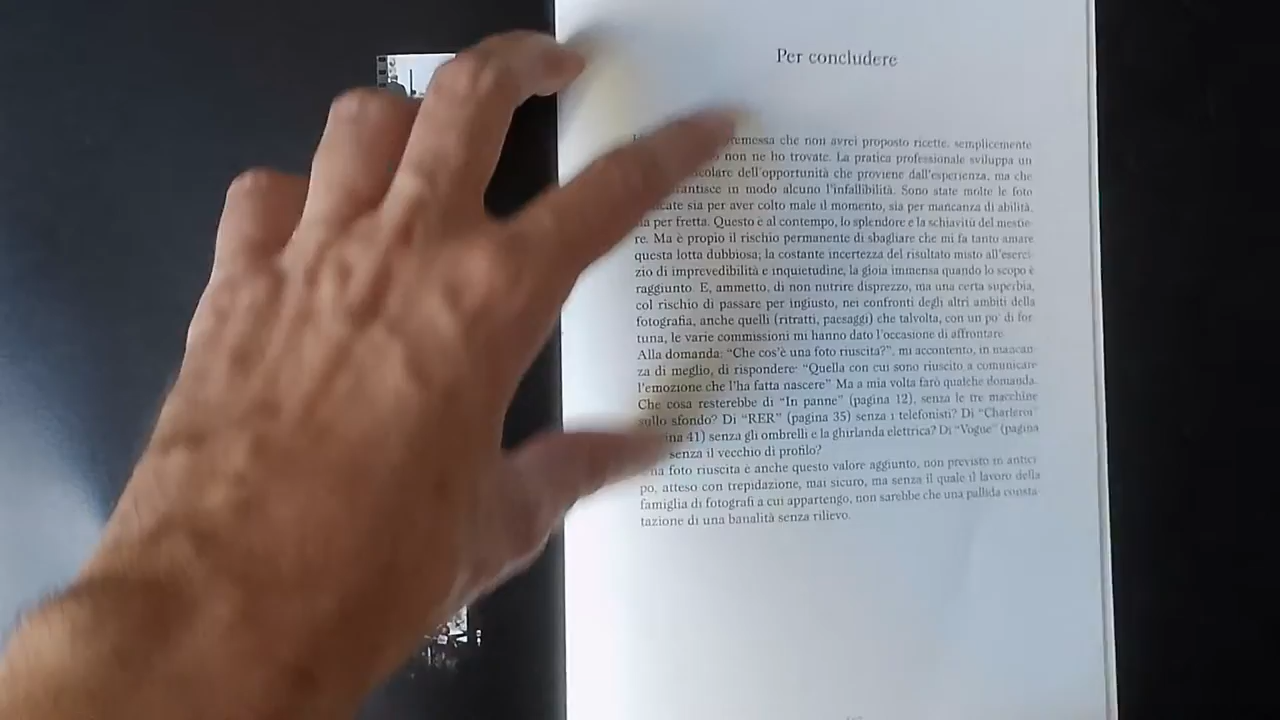 Per concludere
remessa che non avrei proposto ricette, semplicemente
non ne ho trovate. La pratica professionale sviluppa un
colare dell'opportunità che proviene dall'esperienza, ma che
rantisce in modo alcuno l'infallibilità. Sono state molte le foto
cate sia per aver colto male il momento, sia per mancanza di abilità,
ia per fretta. Questo è al contempo, lo splendore e la schiavitù del mestie-
re. Ma è propio il rischio permanente di sbagliare che mi fa tanto amare
questa lotta dubbiosa; la costante incertezza del risultato misto all'eserci-
zio di imprevedibilità e inquietudine, la gioia immensa quando lo scopo è
raggiunto. E, ammetto, di non nutrire disprezzo, ma una certa superbia,
col rischio di passare per ingiusto, nei confronti degli altri ambiti della
fotografia, anche quelli (ritratti, paesaggi) che talvolta, con un po' di for
tuna, le varie commissioni mi hanno dato l'occasione di affrontare.
Alla domanda: “Che cos'è una foto riuscita?”, mi accontento, in mancan-
za di meglio, di rispondere: “Quella con cui sono riuscito a comunicare
l'emozione che l'ha fatta nascere” Ma a mia volta farò qualche domanda.
Che cosa resterebbe di “In panne” (pagina 12), senza le tre macchine
sullo sfondo? Di “RER” (pagina 35) senza i telefonisti? Di “Charleroi”
ina 41) senza gli ombrelli e la ghirlanda elettrica? Di “Vogue” (pagina
senza il vecchio di profilo?
na foto riuscita è anche questo valore aggiunto, non previsto in antici
po, atteso con trepidazione, mai sicuro, ma senza il quale il lavoro della
famiglia di fotografi a cui appartengo, non sarebbe che una pallida consta-
tazione di una banalità senza rilievo.